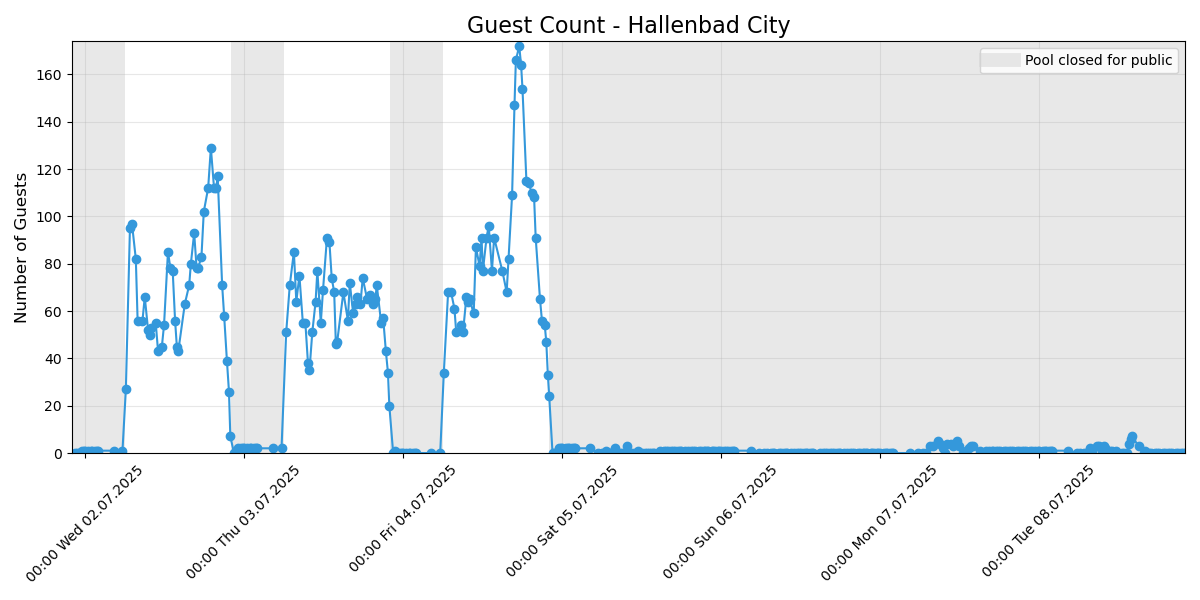 Guest Count - Hallenbad City
Pool closed for public
Number of Guests
160
140
120
100
80
60
40
20
0
00:00 Wed 02.07.2025
00:00 Thu 03.07.2025
00:00 Fri 04.07.2025
00:00 Sat 05.07.2025
00:00 Sun 06.07.2025
00:00 Mon 07.07.2025
00:00 Tue 08.07.2025